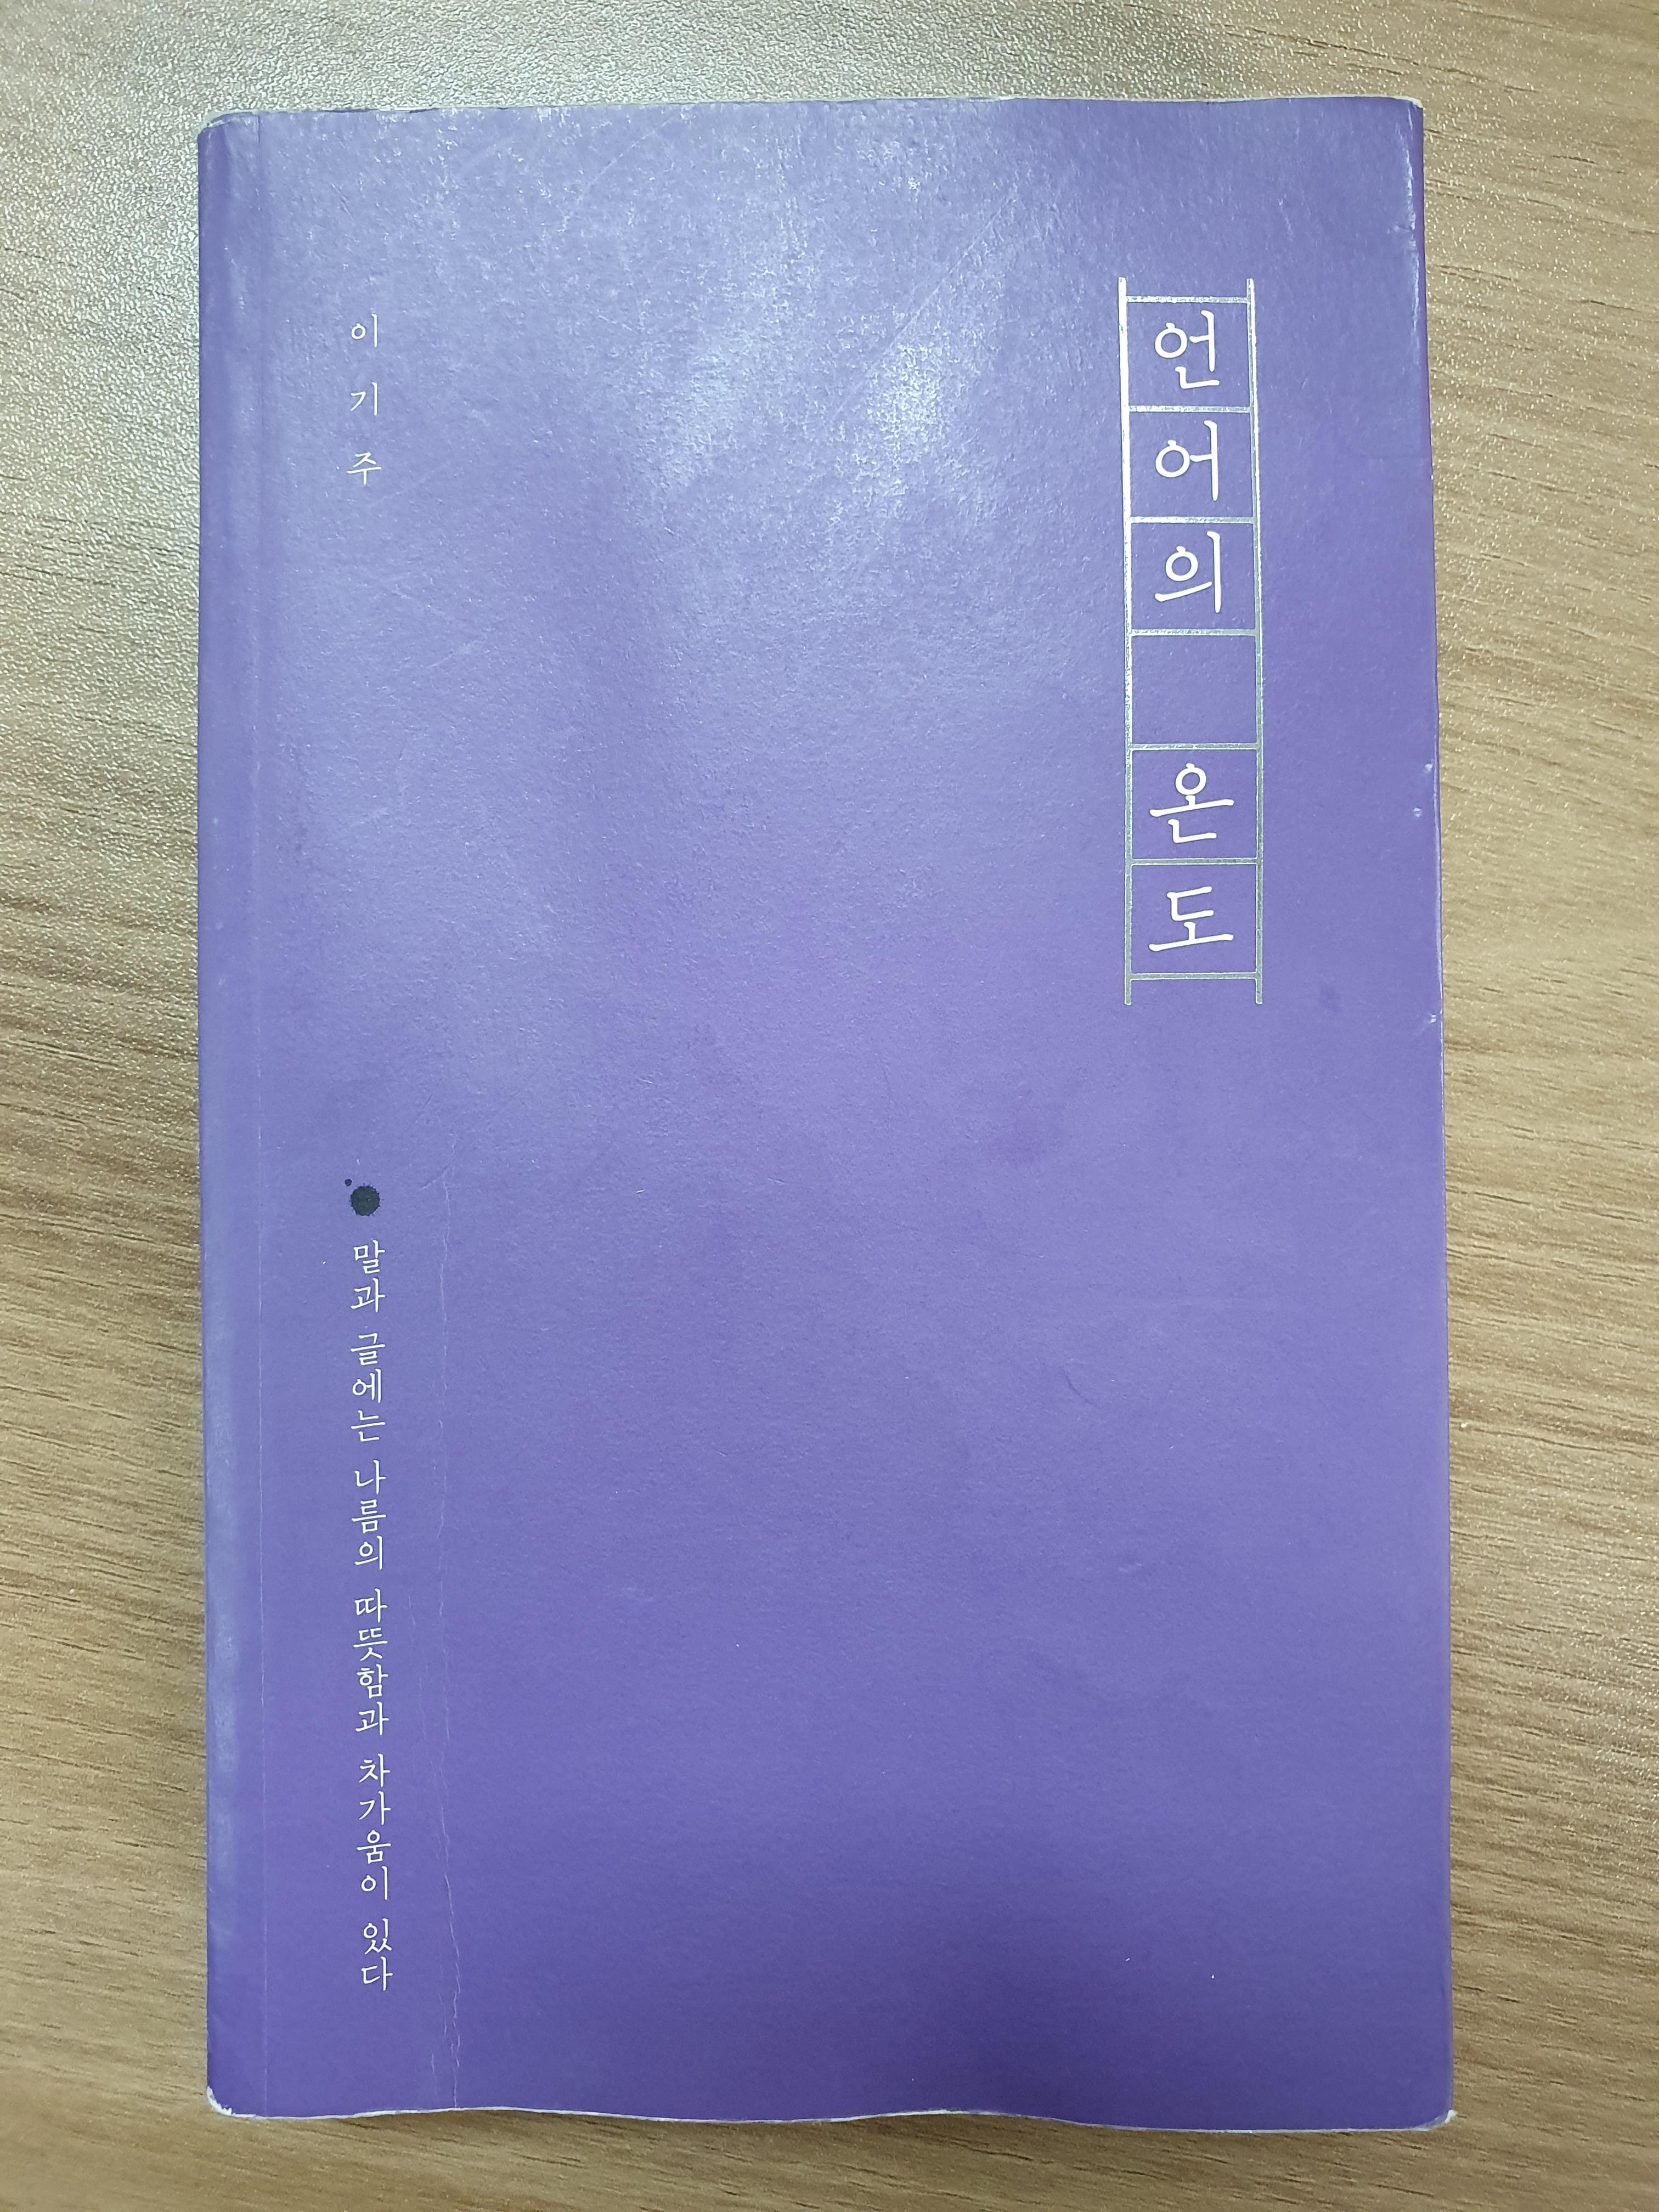 언어의 온도
이기주
말과 글에는 나름의 따뜻함과 차가움이 있다